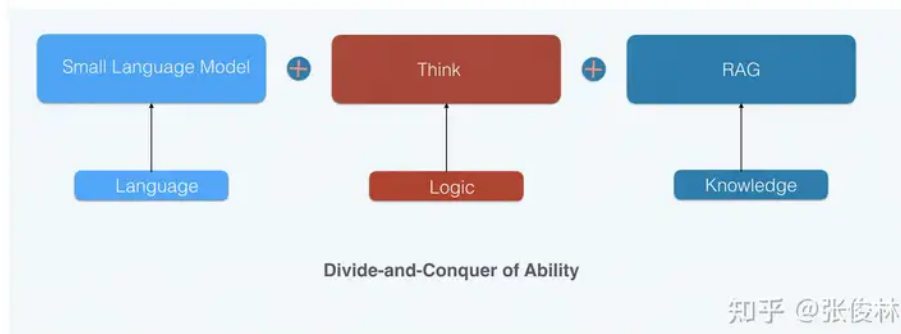 Small Language Model
Think
RAG
Language
Logic
Knowledge
Divide-and-Conquer of Ability
知乎 @张俊林